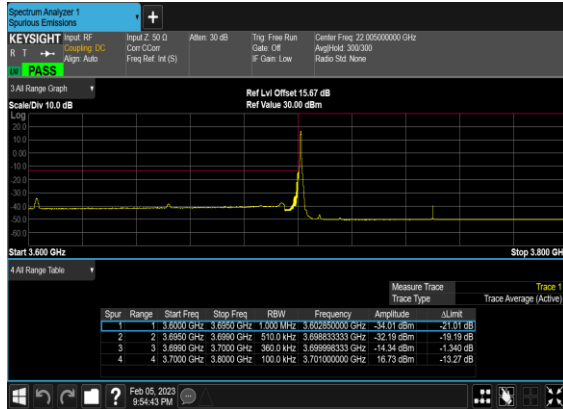 Spectrum Analyzer 1
Spurious Emissions
+
KEYSIGHT Input: RF Input Z: 50 Ω Atten: 30 dB Trig: Free Run Center Freq: 22.005000000 GHz
R T Coupling: DC Corr CCorr Gate: Off Avg|Hold: 300/300
Align: Auto Freq Ref: Int (S) IF Gain: Low Radio Std: None
LXI PASS
3 All Range Graph
Ref Lvl Offset 15.67 dB
Scale/Div 10.0 dB Ref Value 30.00 dBm
Log
20.0
10.0
0.00
-10.0
-20.0
-30.0
-40.0
-50.0
-60.0
Start 3.600 GHz Stop 3.800 GHz
4 All Range Table
Measure Trace Trace 1
Trace Type Trace Average (Active)
Spur Range Start Freq Stop Freq RBW Frequency Amplitude ΔLimit
1 1 3.6000 GHz 3.6950 GHz 1.000 MHz 3.602850000 GHz -34.01 dBm -21.01 dB
2 2 3.6950 GHz 3.6990 GHz 510.0 kHz 3.698833333 GHz -32.19 dBm -19.19 dB
3 3 3.6990 GHz 3.7000 GHz 360.0 kHz 3.699998333 GHz -14.34 dBm -1.340 dB
4 4 3.7000 GHz 3.8000 GHz 100.0 kHz 3.701000000 GHz 16.73 dBm -13.27 dB
? Feb 05, 2023
9:54:43 PM